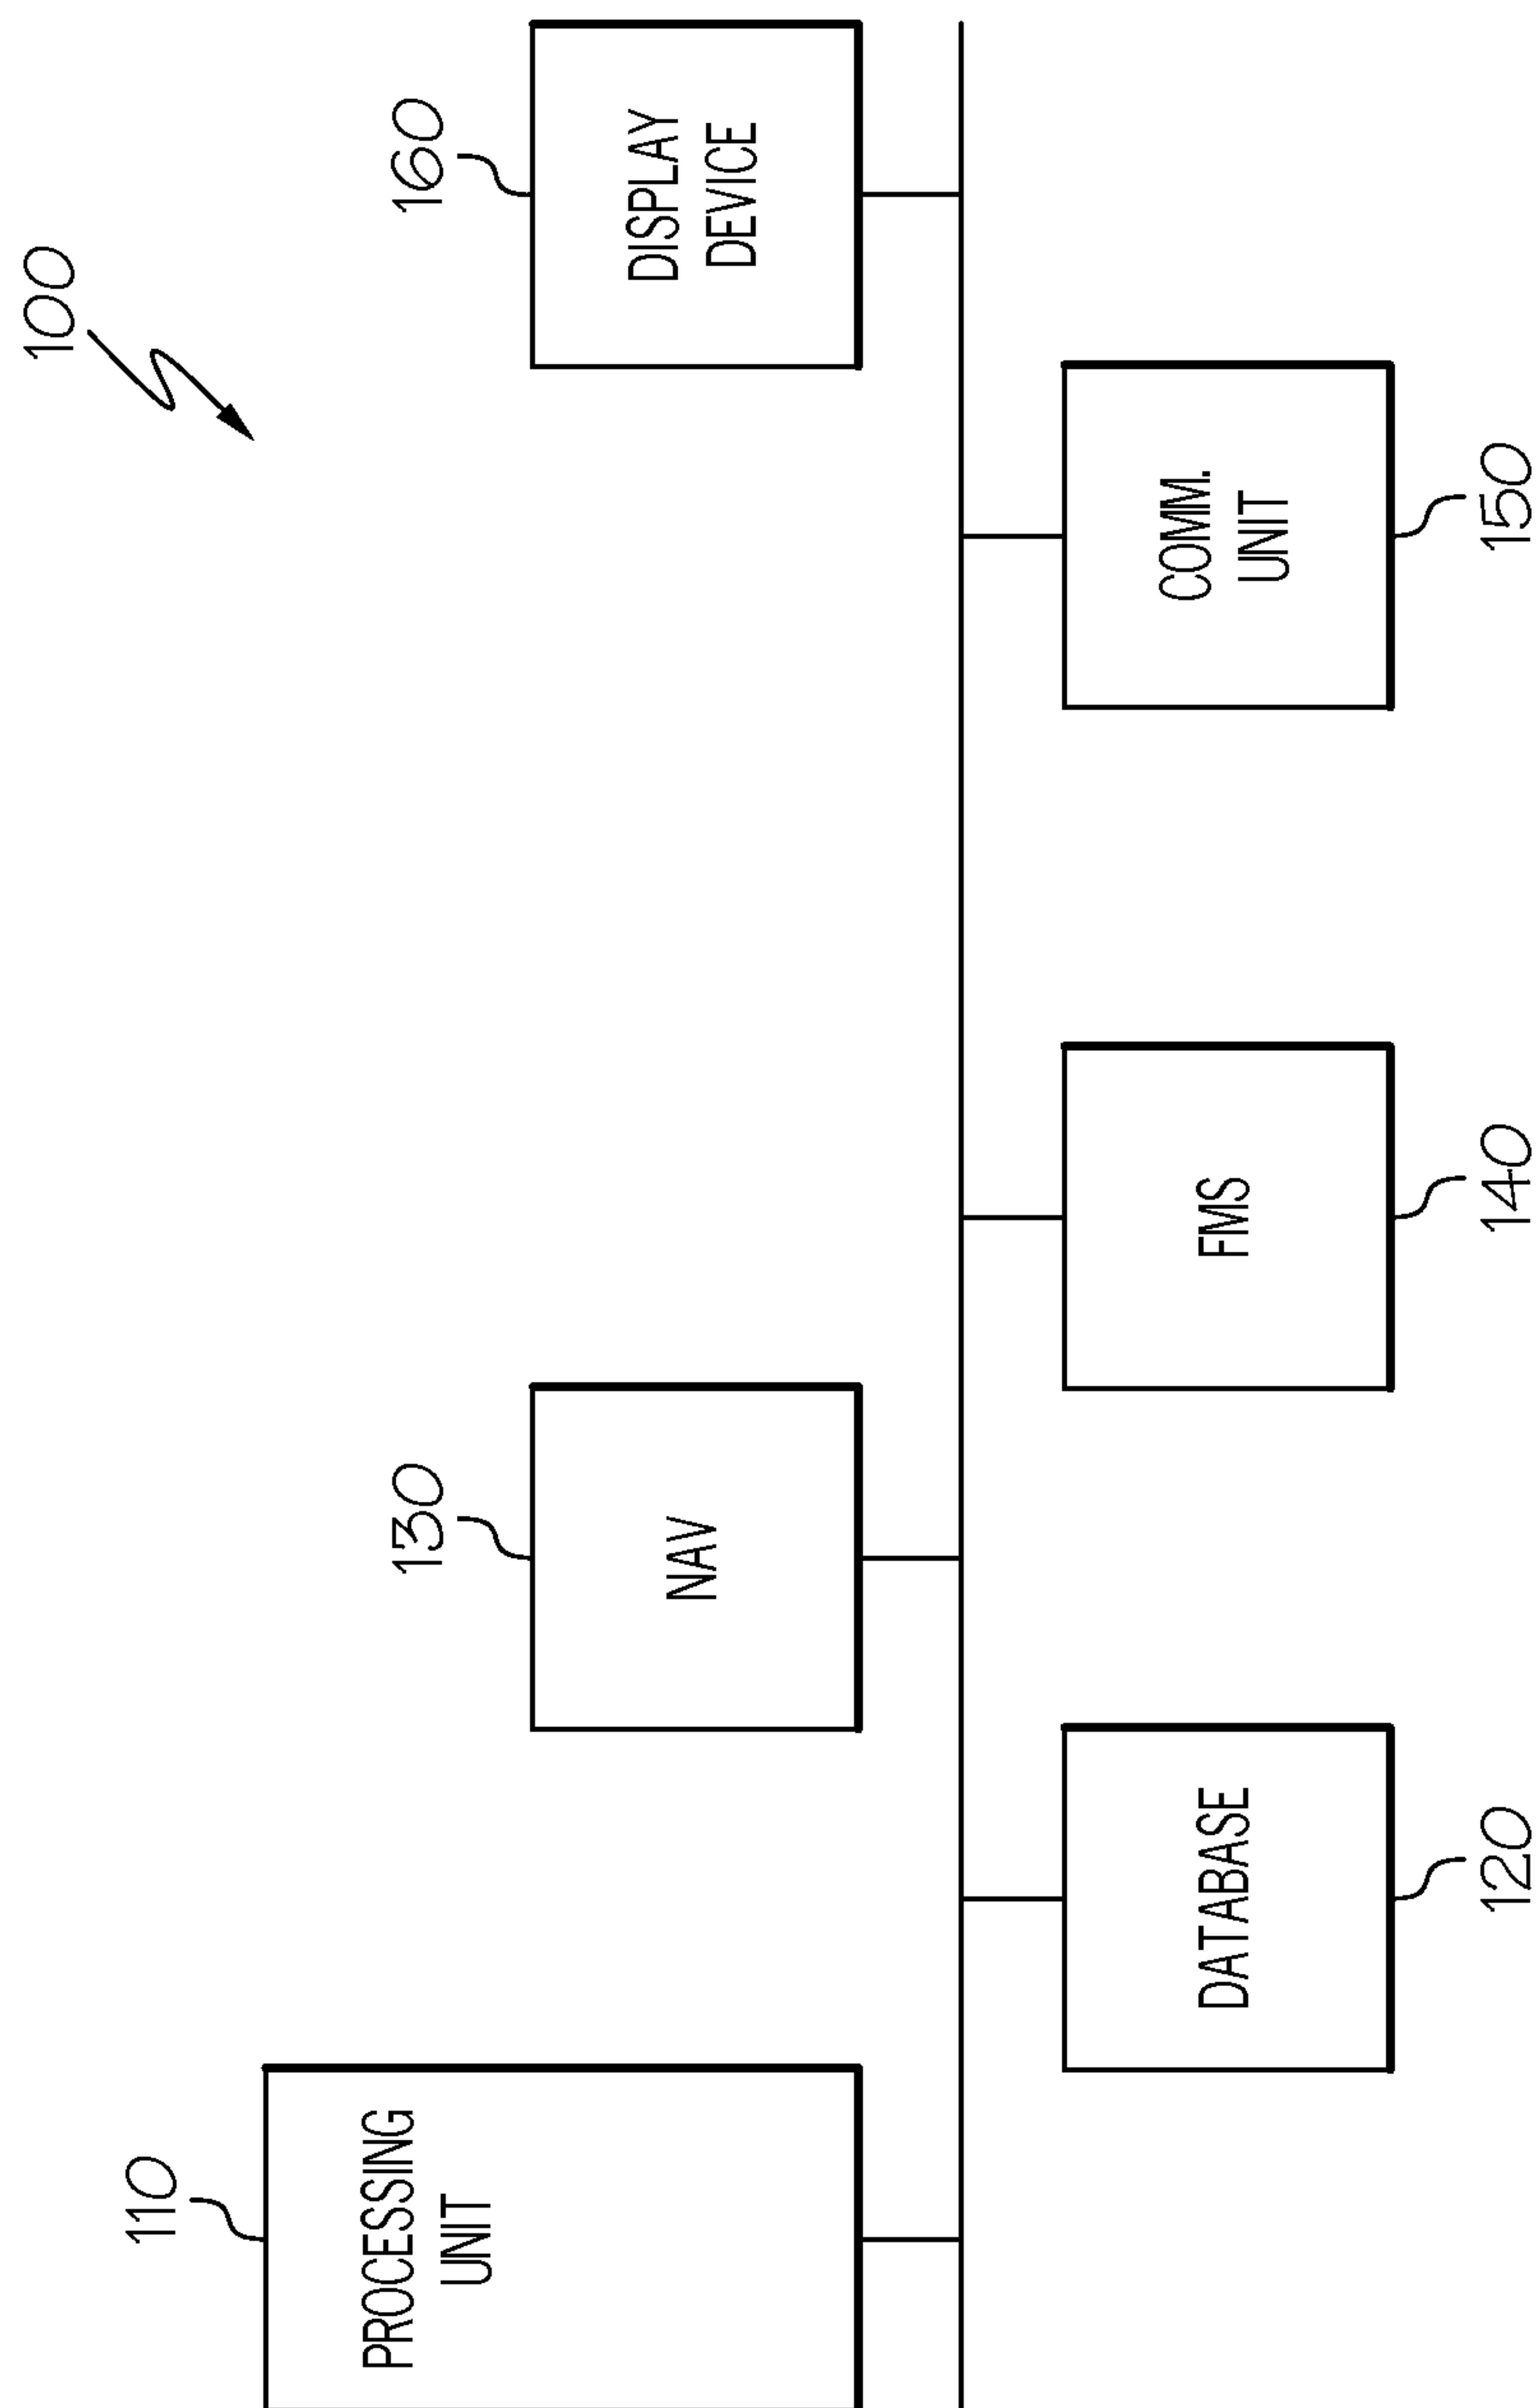 100
110
PROCESSING
UNIT
130
NAV
160
DISPLAY
DEVICE
DATABASE
120
FMS
140
COMM.
UNIT
150